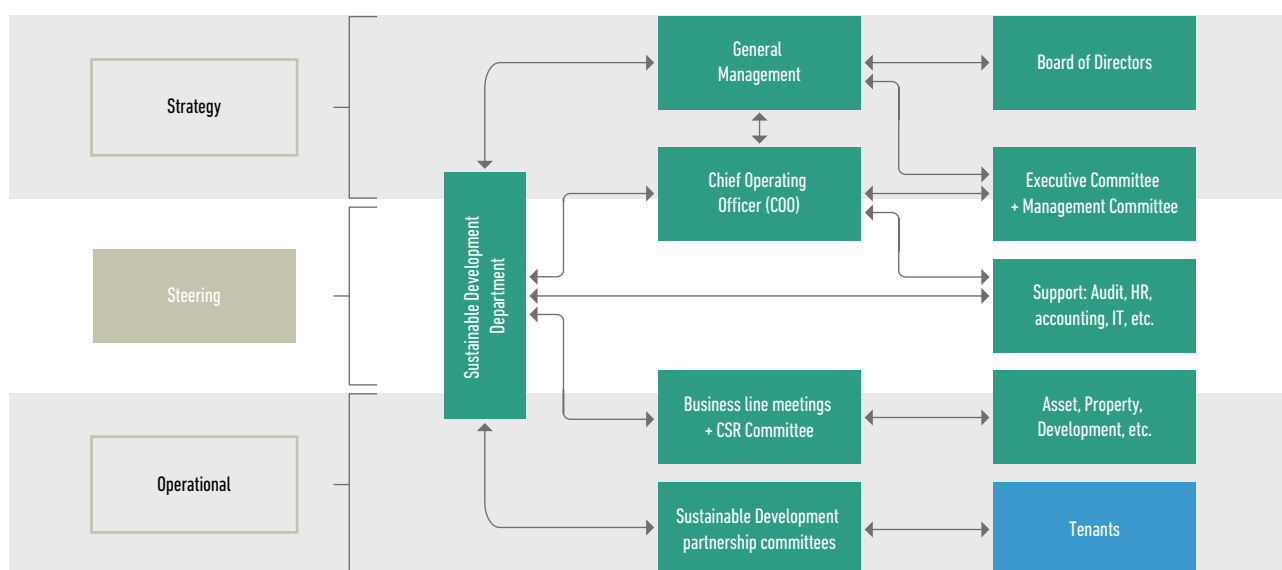 Strategy
General
Management
Board of Directors
Chief Operating
Officer (COO)
Executive Committee
+ Management Committee
Steering
Sustainable Development
Department
Support: Audit, HR,
accounting, IT, etc.
Operational
Business line meetings
+ CSR Committee
Asset, Property,
Development, etc.
Sustainable Development
partnership committees
Tenants